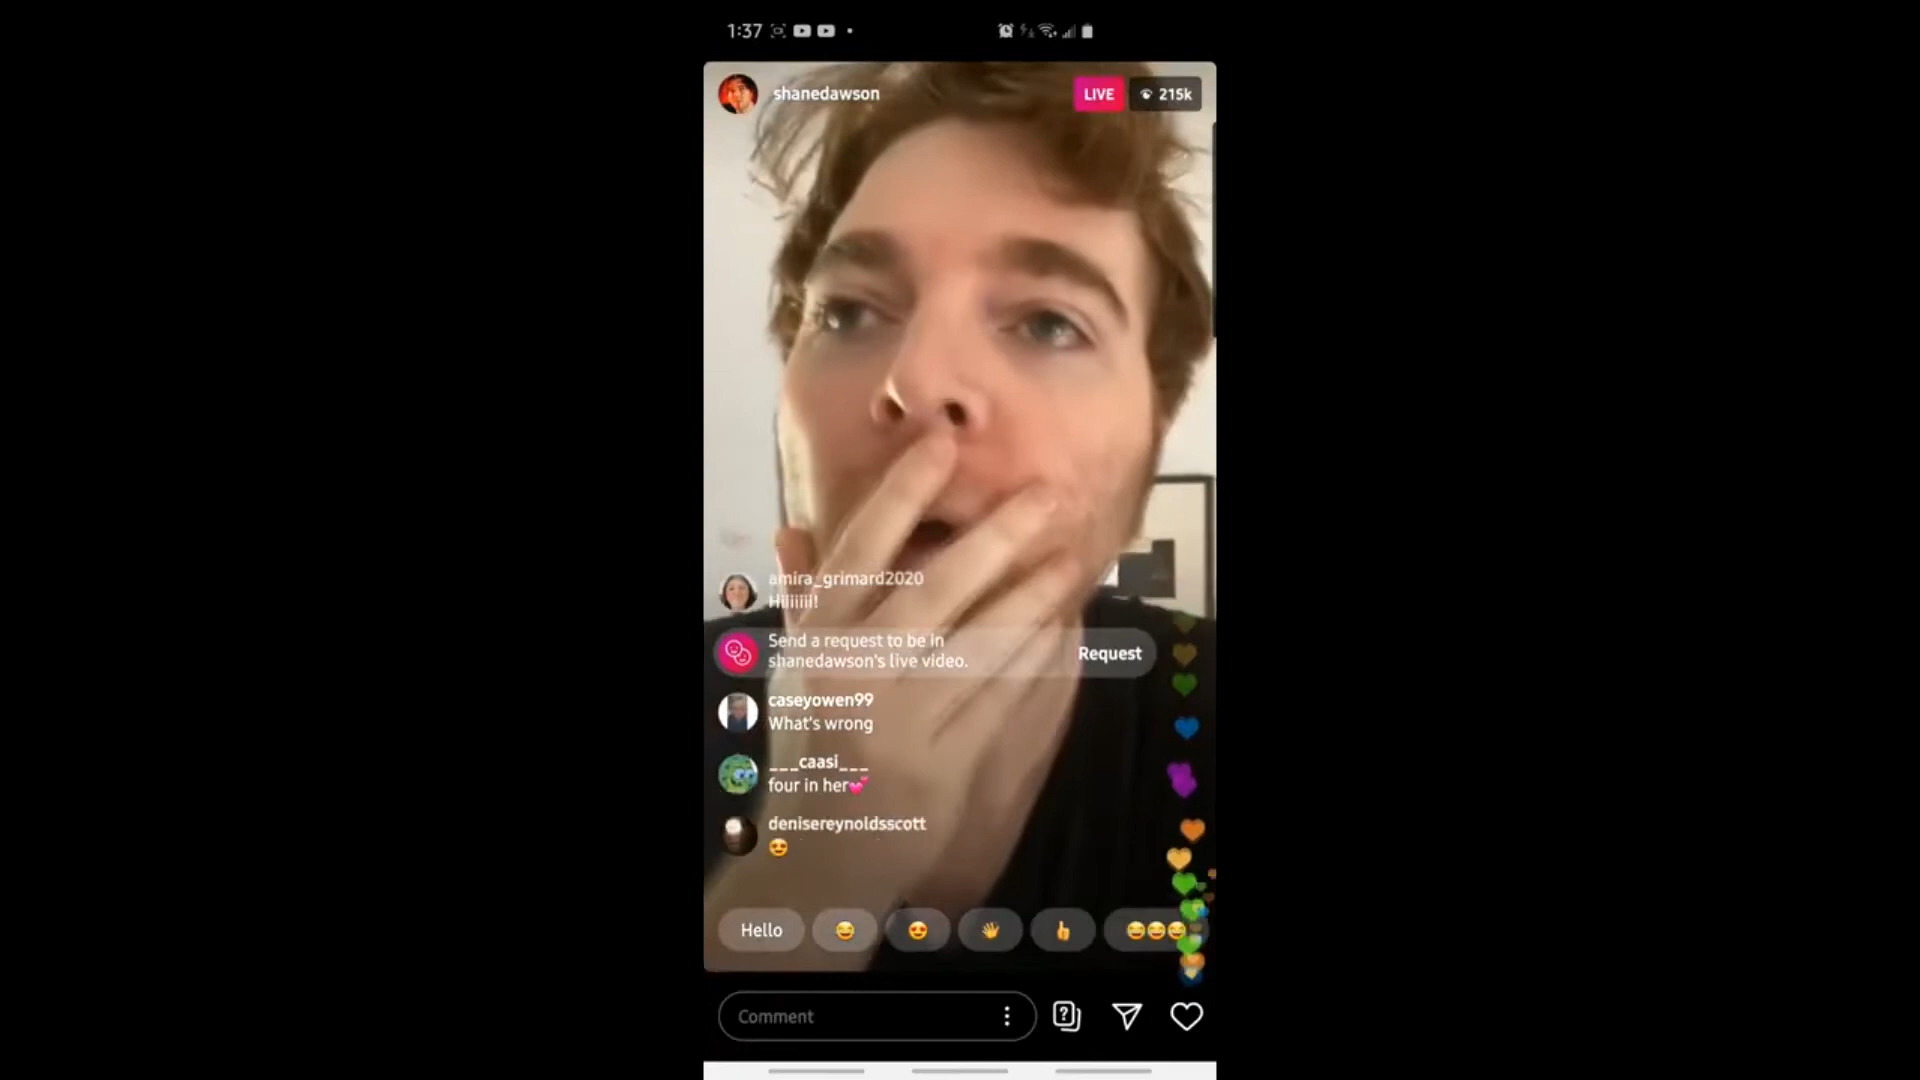 1:37
shanedawson
LIVE
215k
amira_grimard2020
Hiiiiiii!
Send a request to be in
shanedawson's live video.
Request
caseyowen99
What's wrong
___caasi___
four in her💕
denisereynoldsscott
😍
Hello 😂 😍 👋 👍 😂😂😂
Comment